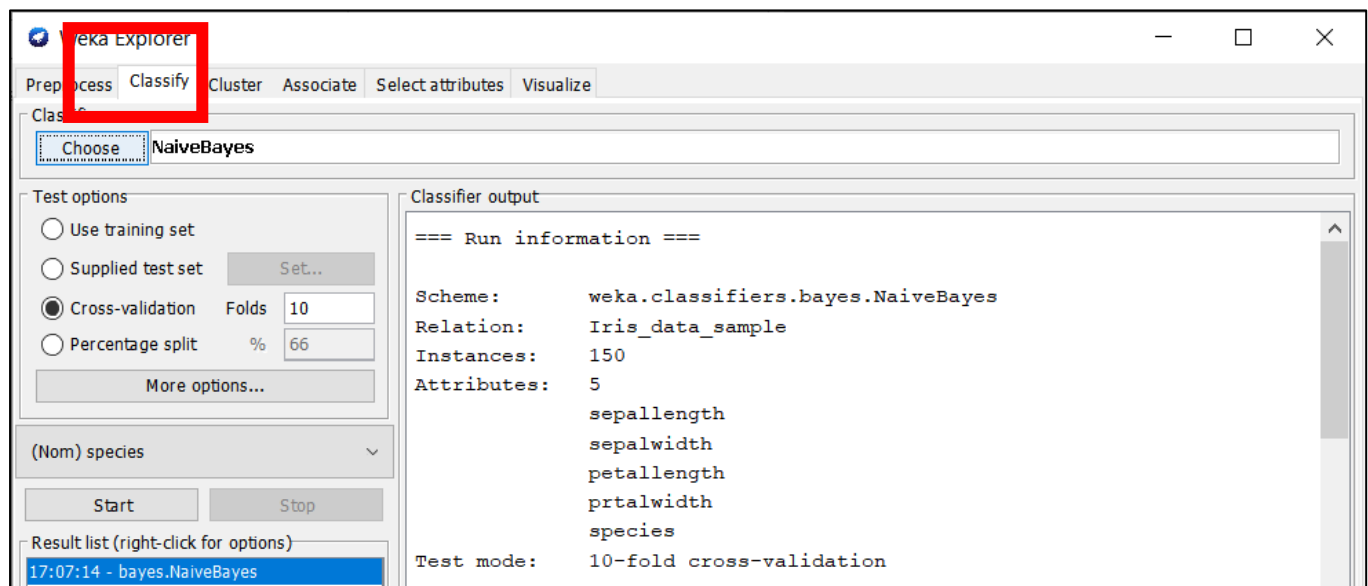 Weka Explorer
Preprocess Classify Cluster Associate Select attributes Visualize
Choose NaiveBayes
Test options
Use training set
Supplied test set Set...
Cross-validation Folds 10
Percentage split % 66
More options...
(Nom) species
Start Stop
Result list (right-click for options)
17:07:14 - bayes.NaiveBayes
Classifier output
=== Run information ===
Scheme: weka.classifiers.bayes.NaiveBayes
Relation: Iris_data_sample
Instances: 150
Attributes: 5
sepallength
sepalwidth
petallength
prtalwidth
species
Test mode: 10-fold cross-validation